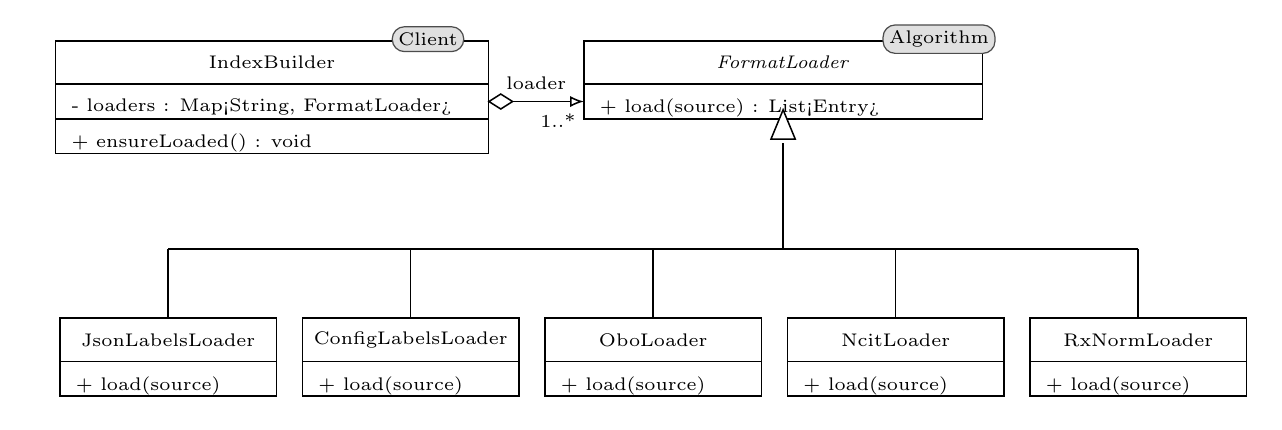 Client
IndexBuilder
- loaders : Map<String, FormatLoader¿
+ ensureLoaded() : void
loader
1..*
Algorithm
FormatLoader
+ load(source) : List<Entry¿
JsonLabelsLoader
+ load(source)
ConfigLabelsLoader
+ load(source)
OboLoader
+ load(source)
NcitLoader
+ load(source)
RxNormLoader
+ load(source)